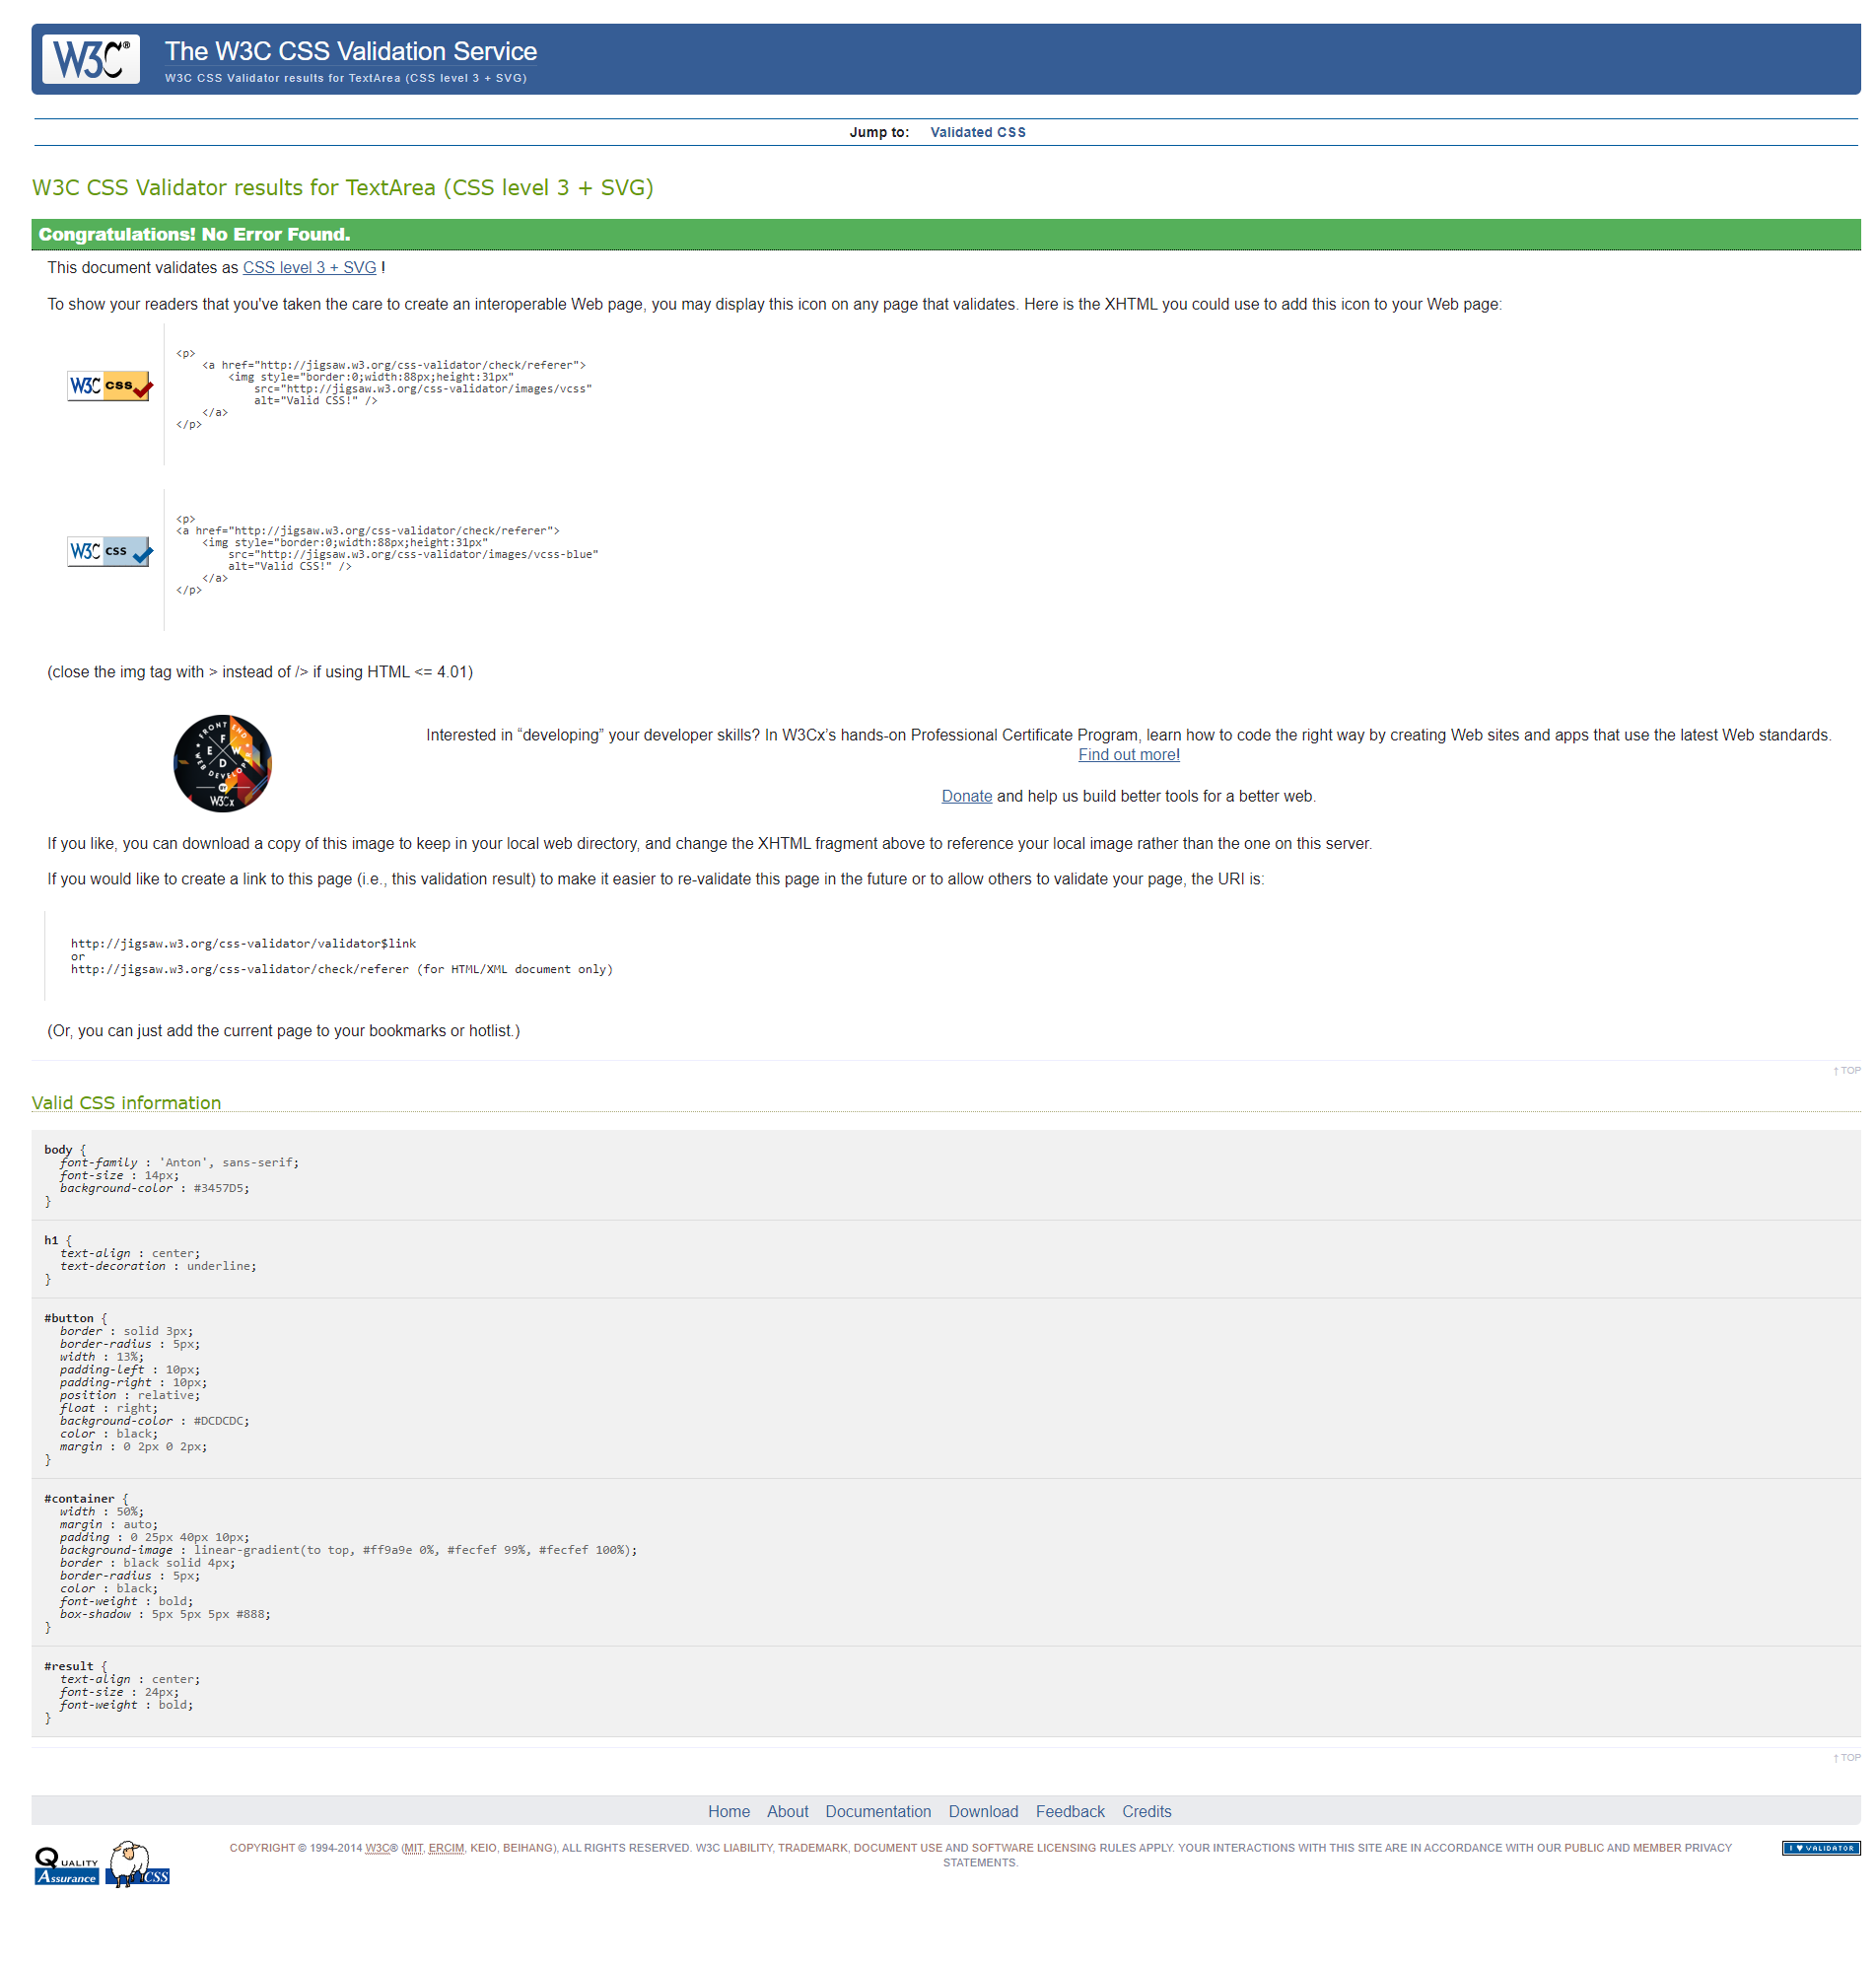 W3C®
The W3C CSS Validation Service
W3C CSS Validator results for TextArea (CSS level 3 + SVG)
Jump to: Validated CSS
W3C CSS Validator results for TextArea (CSS level 3 + SVG)
Congratulations! No Error Found.
This document validates as CSS level 3 + SVG !
To show your readers that you've taken the care to create an interoperable Web page, you may display this icon on any page that validates. Here is the XHTML you could use to add this icon to your Web page:
W3C css
<p>
<a href="http://jigsaw.w3.org/css-validator/check/referer">
<img style="border:0;width:88px;height:31px"
src="http://jigsaw.w3.org/css-validator/images/vcss"
alt="Valid CSS!" />
</a>
</p>
W3C css
<p>
<a href="http://jigsaw.w3.org/css-validator/check/referer">
<img style="border:0;width:88px;height:31px"
src="http://jigsaw.w3.org/css-validator/images/vcss-blue"
alt="Valid CSS!" />
</a>
</p>
(close the img tag with > instead of /> if using HTML <= 4.01)
FRONT END
F E W D
WEB DEVELOPER
BY
W3Cx
Interested in “developing” your developer skills? In W3Cx’s hands-on Professional Certificate Program, learn how to code the right way by creating Web sites and apps that use the latest Web standards.
Find out more!
Donate and help us build better tools for a better web.
If you like, you can download a copy of this image to keep in your local web directory, and change the XHTML fragment above to reference your local image rather than the one on this server.
If you would like to create a link to this page (i.e., this validation result) to make it easier to re-validate this page in the future or to allow others to validate your page, the URI is:
http://jigsaw.w3.org/css-validator/validator$link
or
http://jigsaw.w3.org/css-validator/check/referer (for HTML/XML document only)
(Or, you can just add the current page to your bookmarks or hotlist.)
↑ TOP
Valid CSS information
body {
font-family : 'Anton', sans-serif;
font-size : 14px;
background-color : #3457D5;
}
h1 {
text-align : center;
text-decoration : underline;
}
#button {
border : solid 3px;
border-radius : 5px;
width : 13%;
padding-left : 10px;
padding-right : 10px;
position : relative;
float : right;
background-color : #DCDCDC;
color : black;
margin : 0 2px 0 2px;
}
#container {
width : 50%;
margin : auto;
padding : 0 25px 40px 10px;
background-image : linear-gradient(to top, #ff9a9e 0%, #fecfef 99%, #fecfef 100%);
border : black solid 4px;
border-radius : 5px;
color : black;
font-weight : bold;
box-shadow : 5px 5px 5px #888;
}
#result {
text-align : center;
font-size : 24px;
font-weight : bold;
}
↑ TOP
Home About Documentation Download Feedback Credits
Quality
Assurance
CSS
COPYRIGHT © 1994-2014 W3C® (MIT, ERCIM, KEIO, BEIHANG), ALL RIGHTS RESERVED. W3C LIABILITY, TRADEMARK, DOCUMENT USE AND SOFTWARE LICENSING RULES APPLY. YOUR INTERACTIONS WITH THIS SITE ARE IN ACCORDANCE WITH OUR PUBLIC AND MEMBER PRIVACY
STATEMENTS.
I ♥ VALIDATOR